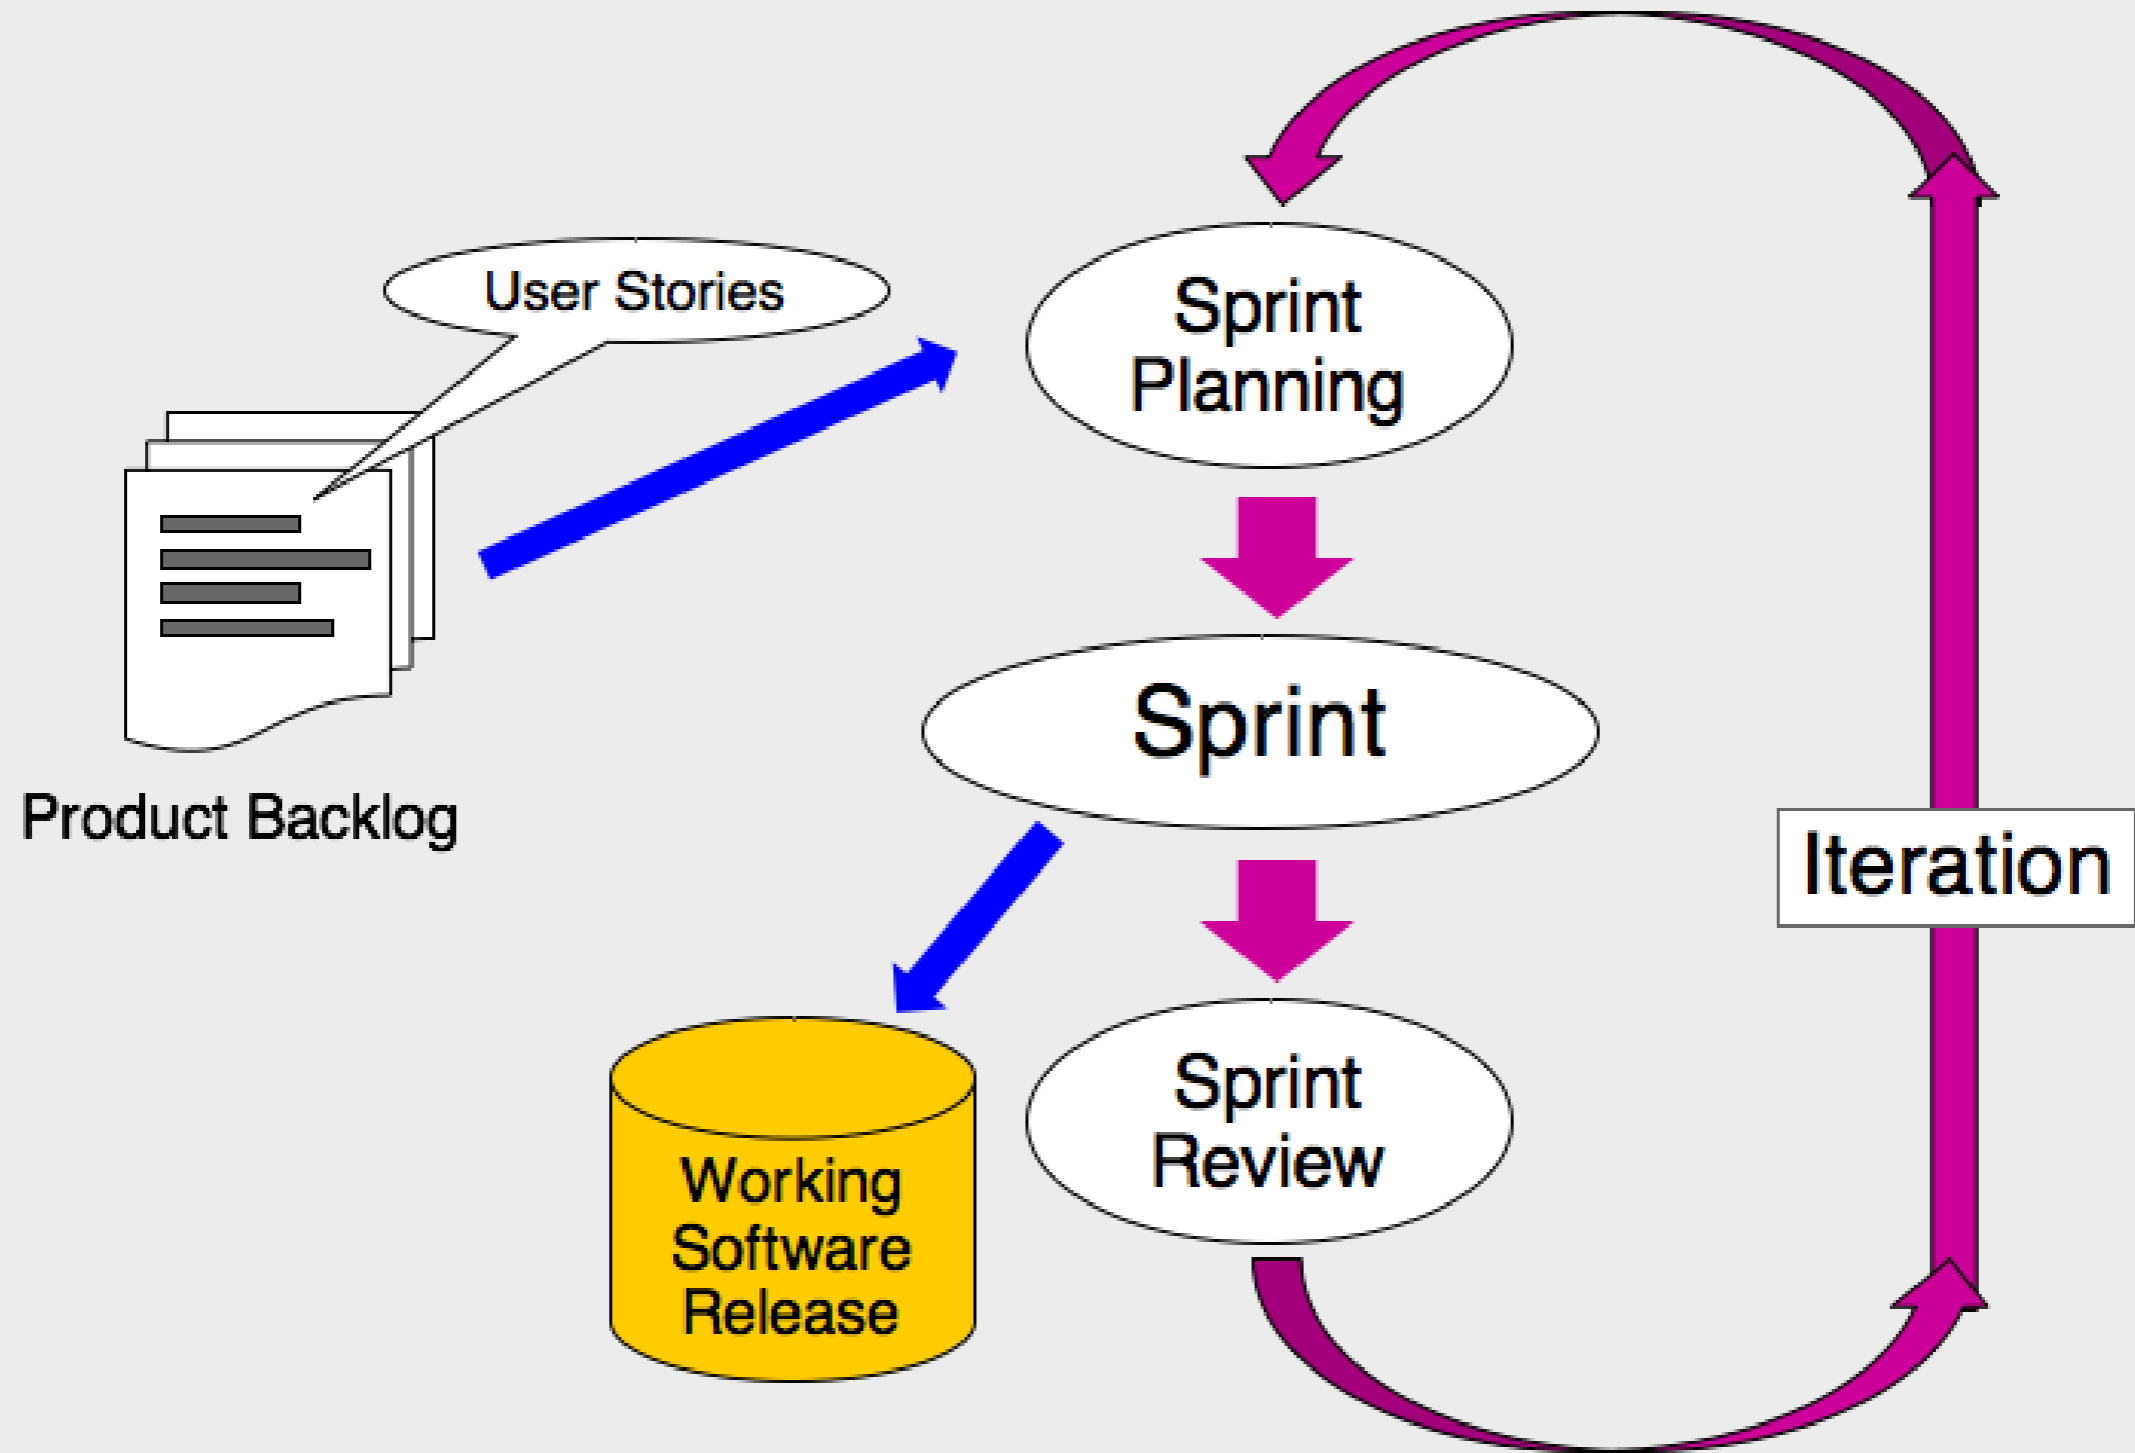 User Stories
Product Backlog
Sprint
Planning
Sprint
Sprint
Review
Working
Software
Release
Iteration